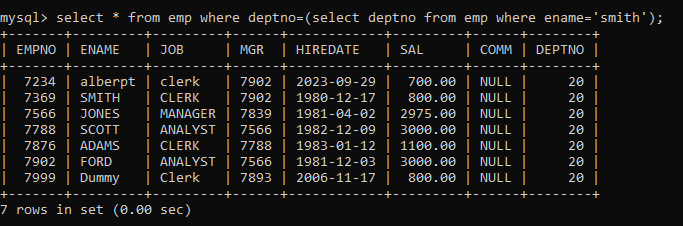 mysql> select * from emp where deptno=(select deptno from emp where ename='smith');
+-------+---------+---------+------+------------+---------+------+--------+
| EMPNO | ENAME   | JOB     | MGR  | HIREDATE   | SAL     | COMM | DEPTNO |
+-------+---------+---------+------+------------+---------+------+--------+
|  7234 | alberpt | clerk   | 7902 | 2023-09-29 |  700.00 | NULL |     20 |
|  7369 | SMITH   | CLERK   | 7902 | 1980-12-17 |  800.00 | NULL |     20 |
|  7566 | JONES   | MANAGER | 7839 | 1981-04-02 | 2975.00 | NULL |     20 |
|  7788 | SCOTT   | ANALYST | 7566 | 1982-12-09 | 3000.00 | NULL |     20 |
|  7876 | ADAMS   | CLERK   | 7788 | 1983-01-12 | 1100.00 | NULL |     20 |
|  7902 | FORD    | ANALYST | 7566 | 1981-12-03 | 3000.00 | NULL |     20 |
|  7999 | Dummy   | Clerk   | 7893 | 2006-11-17 |  800.00 | NULL |     20 |
+-------+---------+---------+------+------------+---------+------+--------+
7 rows in set (0.00 sec)